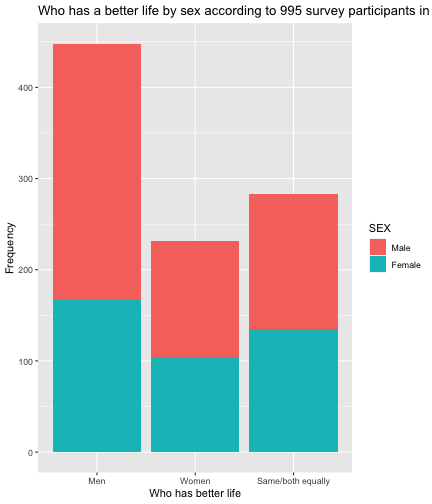 Who has a better life by sex according to 995 survey participants in
Frequency
400
300
200
100
0
Men Women Same/both equally
Who has better life
SEX
Male
Female